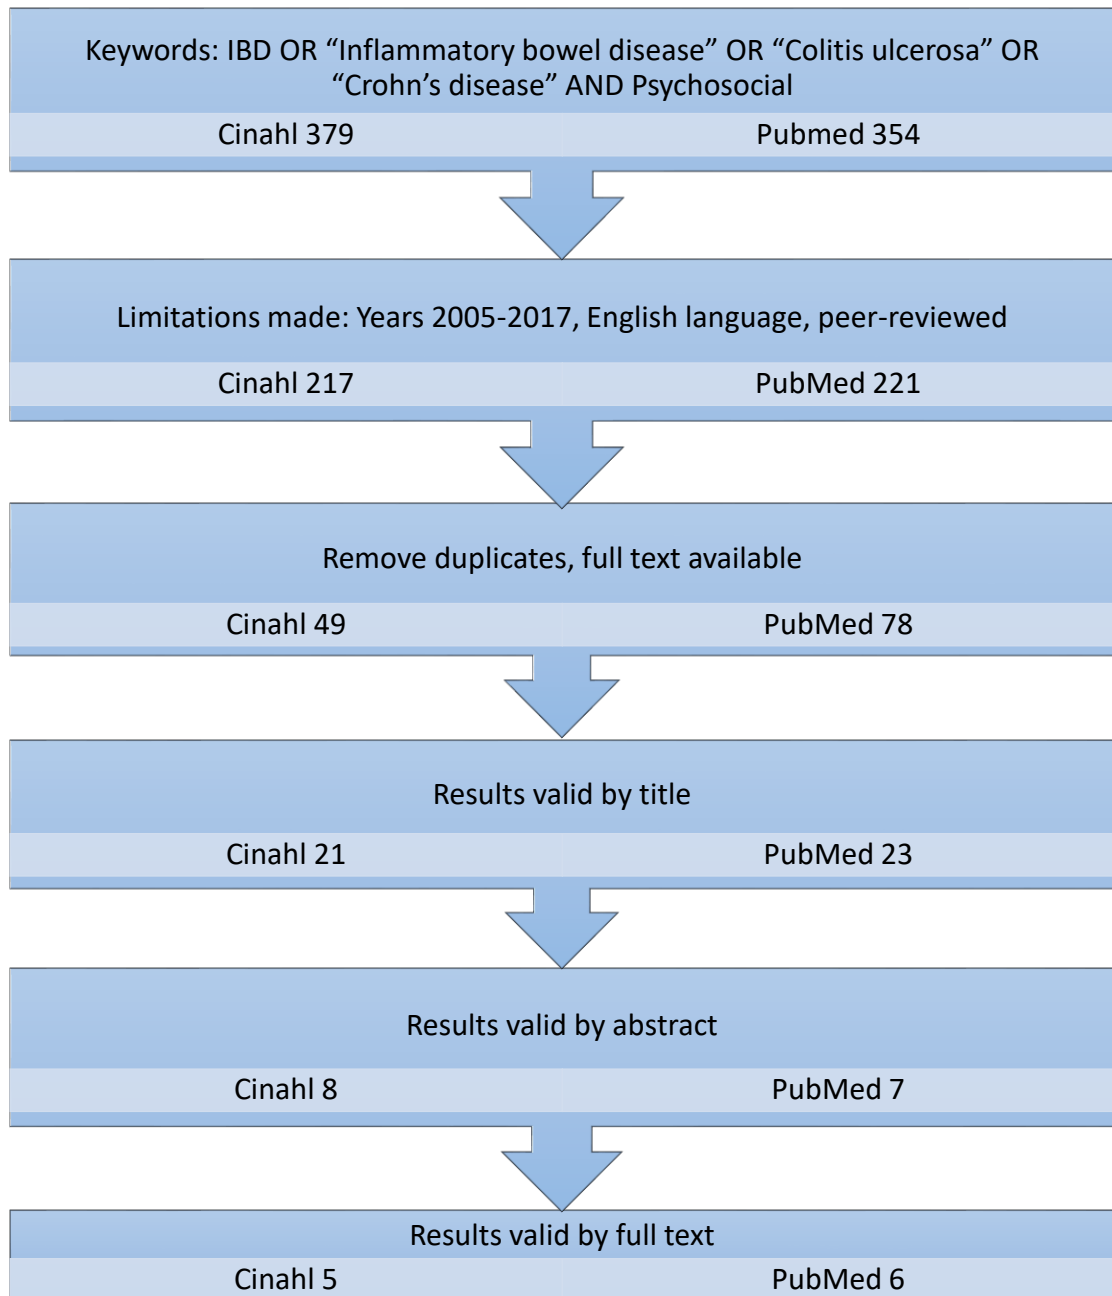 Keywords: IBD OR “Inflammatory bowel disease” OR “Colitis ulcerosa” OR
“Crohn’s disease” AND Psychosocial
Cinahl 379 Pubmed 354
Limitations made: Years 2005-2017, English language, peer-reviewed
Cinahl 217 PubMed 221
Remove duplicates, full text available
Cinahl 49 PubMed 78
Results valid by title
Cinahl 21 PubMed 23
Results valid by abstract
Cinahl 8 PubMed 7
Results valid by full text
Cinahl 5 PubMed 6